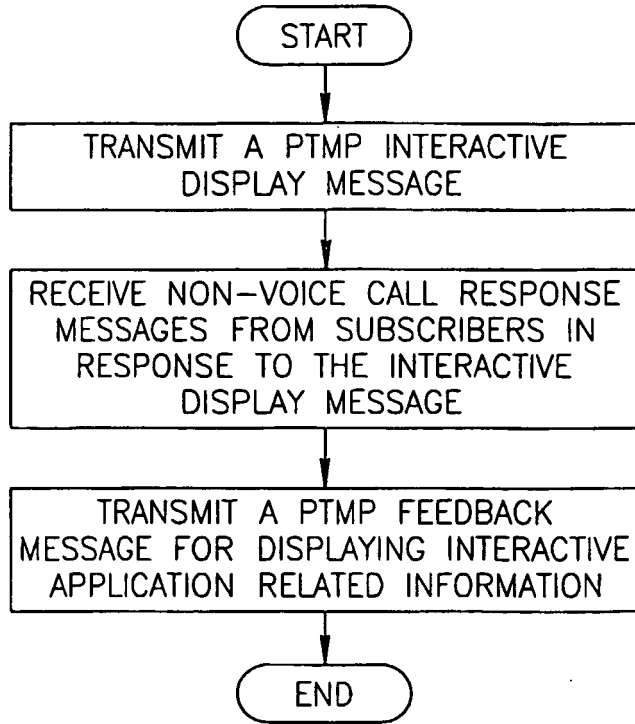 START
TRANSMIT A PTMP INTERACTIVE
DISPLAY MESSAGE
RECEIVE NON-VOICE CALL RESPONSE
MESSAGES FROM SUBSCRIBERS IN
RESPONSE TO THE INTERACTIVE
DISPLAY MESSAGE
TRANSMIT A PTMP FEEDBACK
MESSAGE FOR DISPLAYING INTERACTIVE
APPLICATION RELATED INFORMATION
END